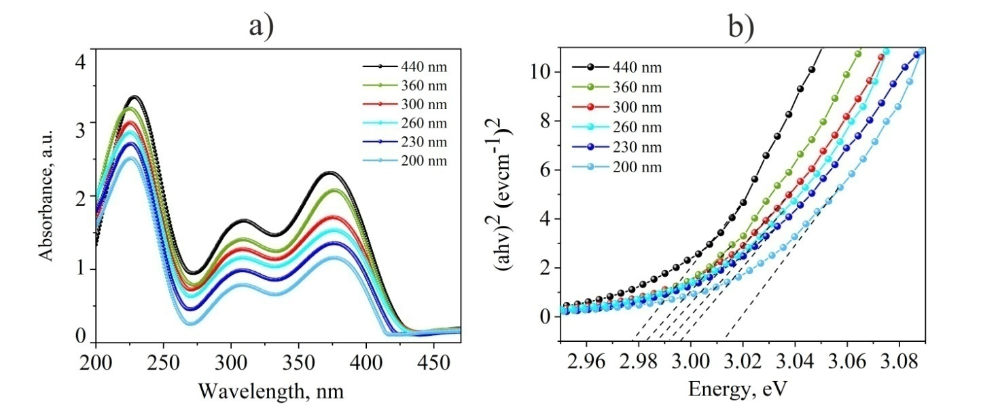 a)
4
3
2
1
0
Absorbance, a.u.
200 250 300 350 400 450
Wavelength, nm
440 nm
360 nm
300 nm
260 nm
230 nm
200 nm
b)
10
8
6
4
2
0
(ahv)2 (evcm-1)2
2.96 2.98 3.00 3.02 3.04 3.06 3.08
Energy, eV
440 nm
360 nm
300 nm
260 nm
230 nm
200 nm